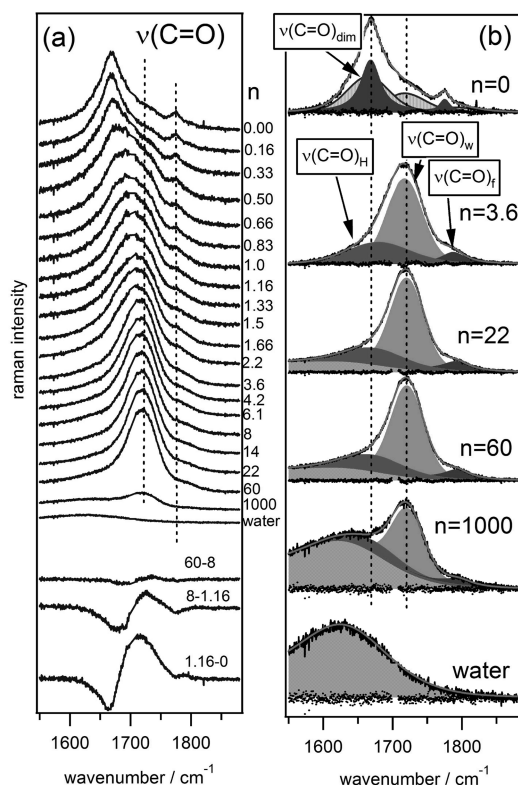 (a)
ν(C=O)
n
0.00
0.16
0.33
0.50
0.66
0.83
1.0
1.16
1.33
1.5
1.66
2.2
3.6
4.2
6.1
8
14
22
60
1000
water
60-8
8-1.16
1.16-0
raman intensity
1600 1700 1800
wavenumber / cm⁻¹
(b)
ν(C=O)dim
n=0
ν(C=O)H
ν(C=O)w
ν(C=O)f
n=3.6
n=22
n=60
n=1000
water
1600 1700 1800
wavenumber / cm⁻¹